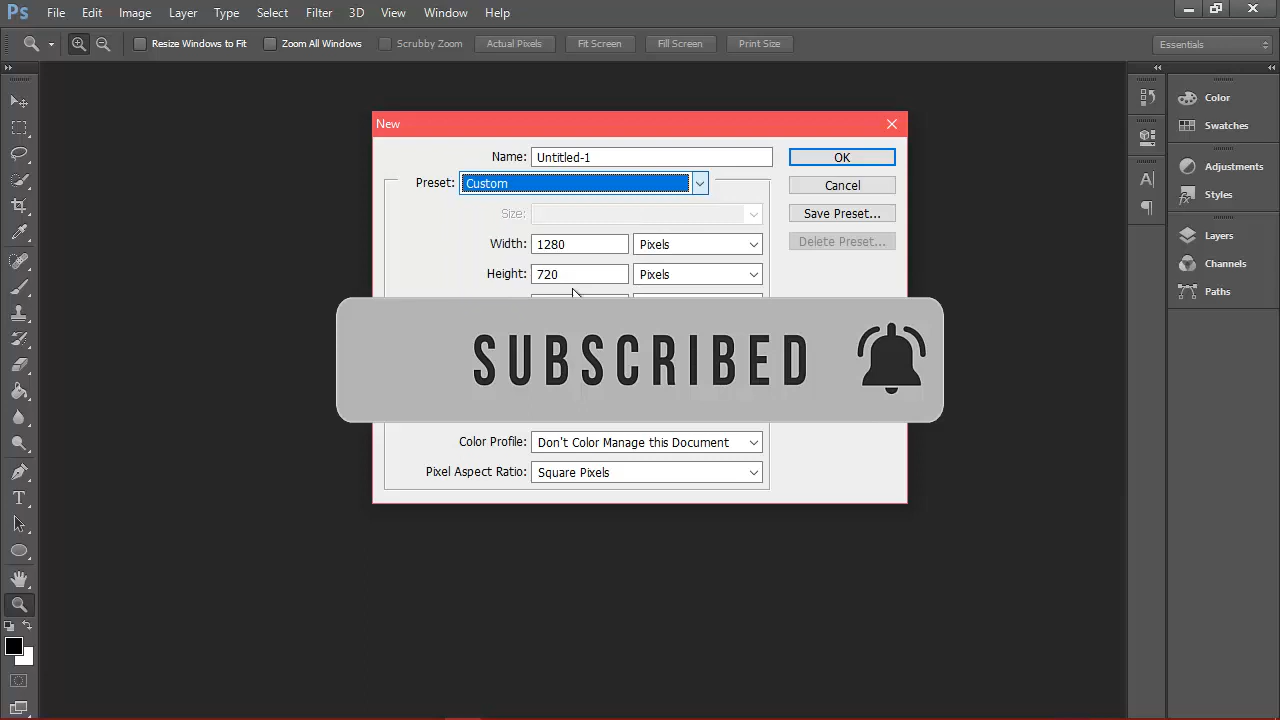 Ps File Edit Image Layer Type Select Filter 3D View Window Help
Resize Windows to Fit Zoom All Windows Scrubby Zoom Actual Pixels Fit Screen Fill Screen Print Size Essentials
New
Name: Untitled-1 OK
Preset: Custom Cancel
Size: Save Preset...
Width: 1280 Pixels Delete Preset...
Height: 720 Pixels
SUBSCRIBED
Color Profile: Don't Color Manage this Document
Pixel Aspect Ratio: Square Pixels
Color
Swatches
Adjustments
Styles
Layers
Channels
Paths